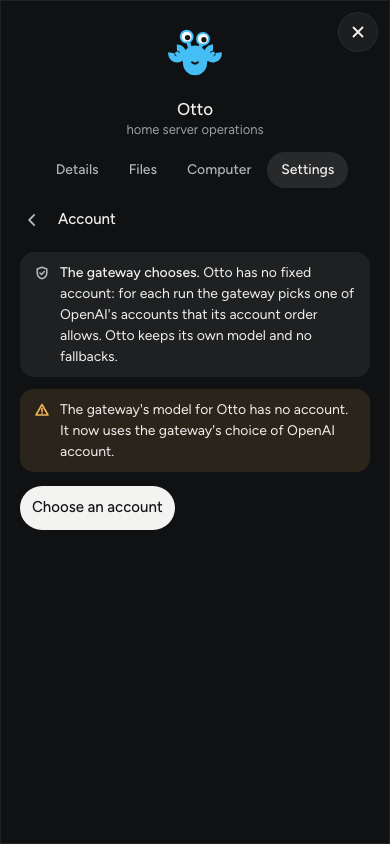 Otto
home server operations
Details Files Computer Settings
Account
The gateway chooses. Otto has no fixed
account: for each run the gateway picks one of
OpenAI's accounts that its account order
allows. Otto keeps its own model and no
fallbacks.
The gateway's model for Otto has no account.
It now uses the gateway's choice of OpenAI
account.
Choose an account